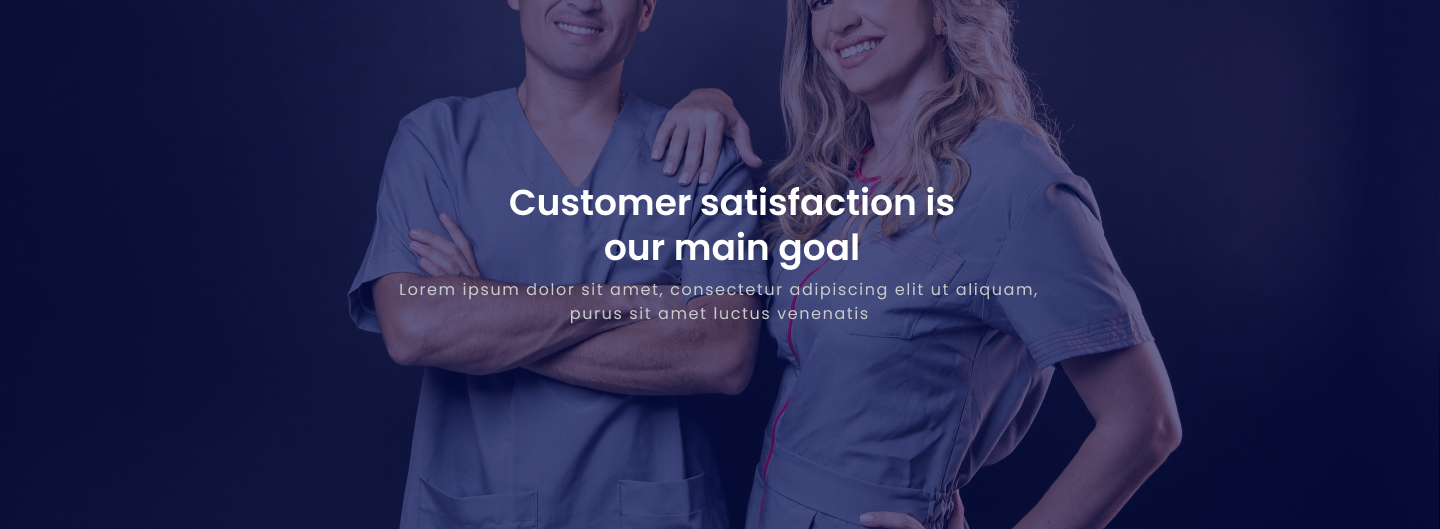 Customer satisfaction is
our main goal
Lorem ipsum dolor sit amet, consectetur adipiscing elit ut aliquam,
purus sit amet luctus venenatis